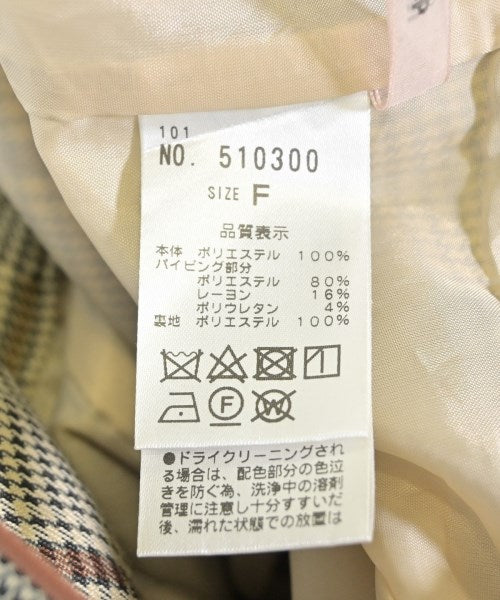 101
NO. 510300
SIZE F
品質表示
本体 ポリエステル 100%
パイピング部分
ポリエステル 80%
レーヨン 16%
ポリウレタン 4%
裏地 ポリエステル 100%
F W
●ドライクリーニングされ
る場合は、配色部分の色泣
きを防ぐ為、洗浄中の溶剤
管理に注意し十分すすいだ
後、濡れた状態での放置は